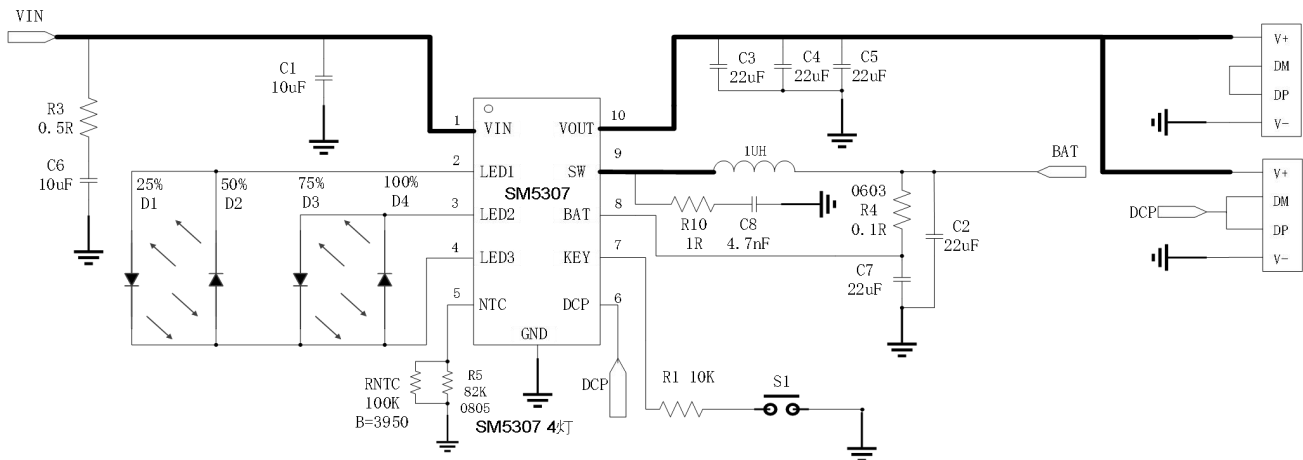 VIN
R3
0.5R
C6
10uF
C1
10uF
25%
D1
50%
D2
75%
D3
100%
D4
1
VIN
2
LED1
3
LED2
4
LED3
5
NTC
SM5307
VOUT
10
SW
9
BAT
8
KEY
7
DCP
6
GND
RNTC
100K
B=3950
R5
82K
0805
SM5307 4灯
DCP
C3
22uF
C4
22uF
C5
22uF
1UH
BAT
R10
1R
C8
4.7nF
0603
R4
0.1R
C7
22uF
C2
22uF
R1 10K
S1
V+
DM
DP
V-
DCP
V+
DM
DP
V-